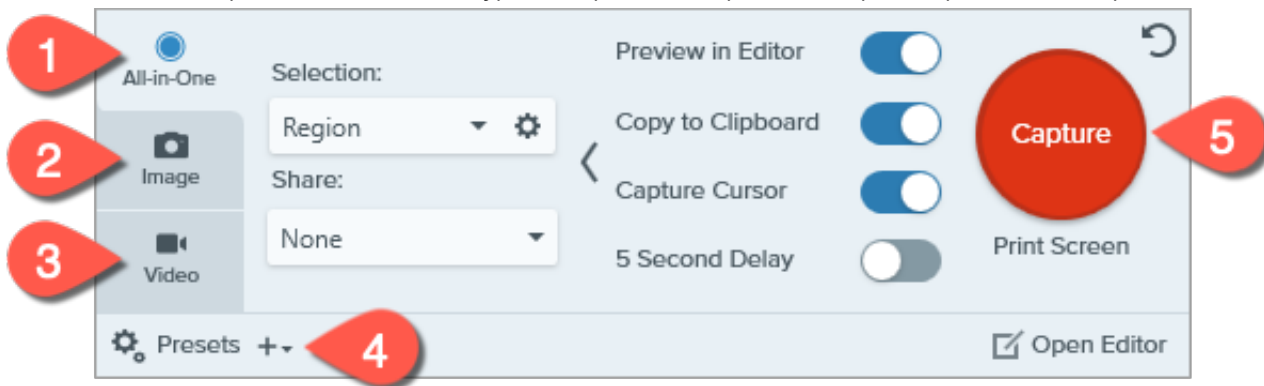 1
All-in-One
2
Image
3
Video
Selection:
Region
Share:
None
Preview in Editor
Copy to Clipboard
Capture Cursor
5 Second Delay
Capture
5
Print Screen
Presets
4
Open Editor